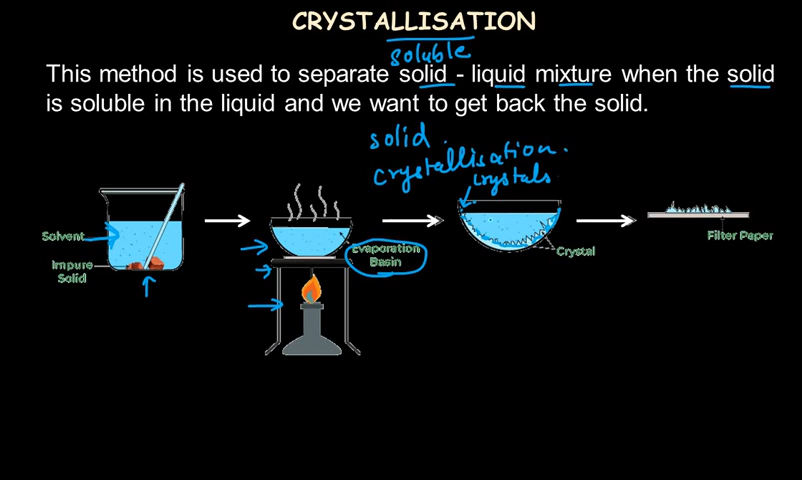 CRYSTALLISATION
soluble
This method is used to separate solid - liquid mixture when the solid
is soluble in the liquid and we want to get back the solid.
solid.
crystallisation.
crystals
Solvent
Impure
Solid
Evaporation
Basin
Crystal
Filter Paper